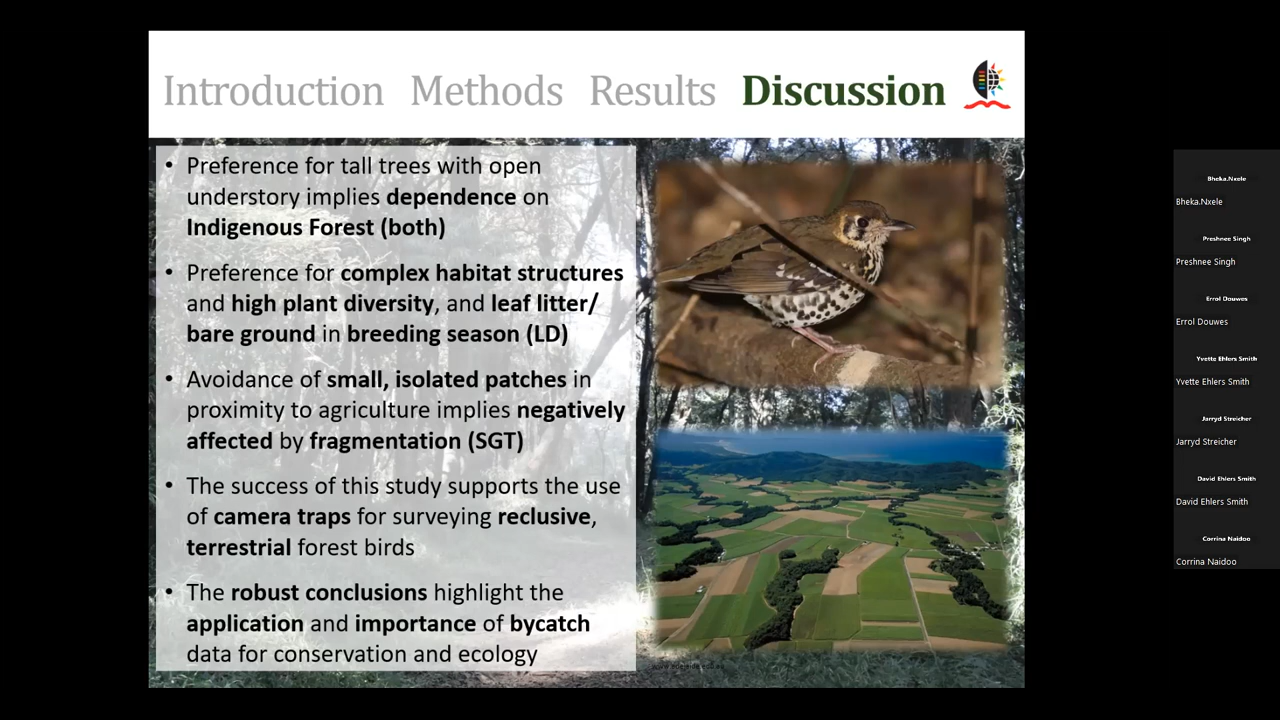 Introduction Methods Results Discussion
• Preference for tall trees with open
understory implies dependence on
Indigenous Forest (both)
• Preference for complex habitat structures
and high plant diversity, and leaf litter/
bare ground in breeding season (LD)
• Avoidance of small, isolated patches in
proximity to agriculture implies negatively
affected by fragmentation (SGT)
• The success of this study supports the use
of camera traps for surveying reclusive,
terrestrial forest birds
• The robust conclusions highlight the
application and importance of bycatch
data for conservation and ecology
Bheka.Nxele
Bheka.Nxele
Preshnee Singh
Preshnee Singh
Errol Douwes
Errol Douwes
Yvette Ehlers Smith
Yvette Ehlers Smith
Jarryd Streicher
Jarryd Streicher
David Ehlers Smith
David Ehlers Smith
Corrina Naidoo
Corrina Naidoo